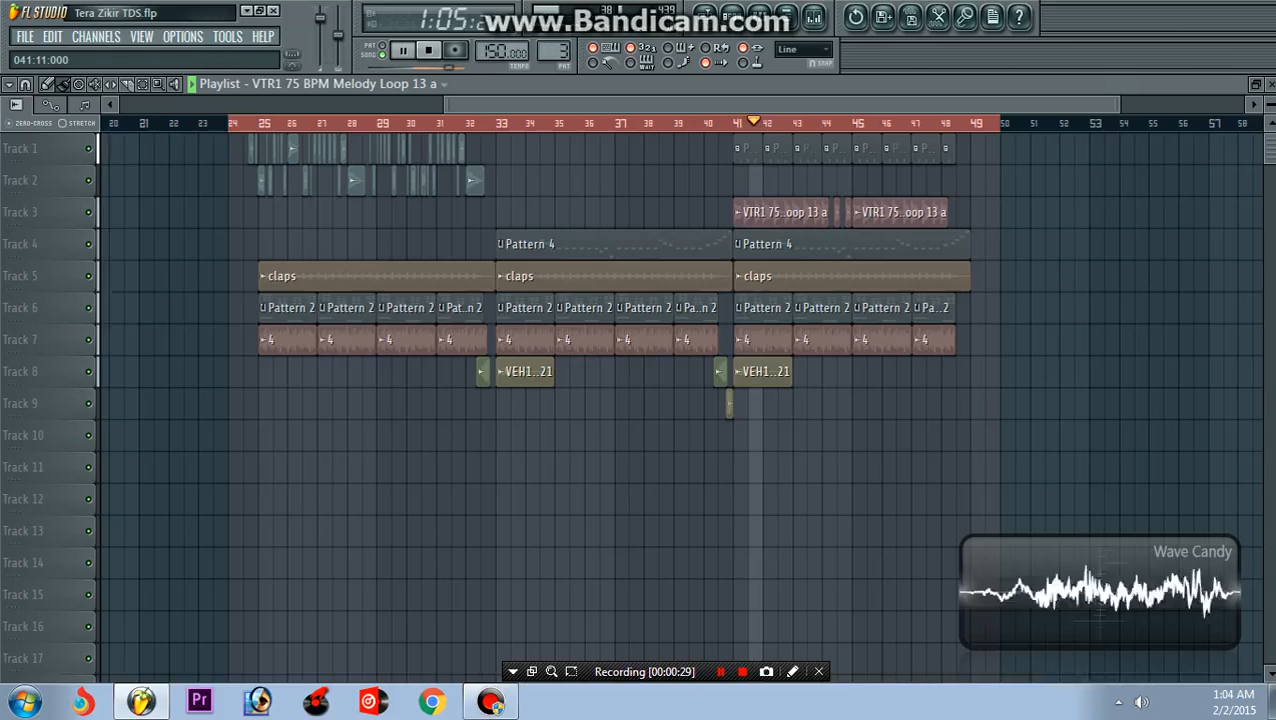 FL STUDIO
Tera Zikir TDS.flp
www.Bandicam.com
FILE EDIT CHANNELS VIEW OPTIONS TOOLS HELP
041:11:000
PAT
SONG
150.000
TEMPO
3
PAT
Line
SNAP
Playlist - VTR1 75 BPM Melody Loop 13 a
ZERO-CROSS STRETCH
20 21 22 23 24 25 26 27 28 29 30 31 32 33 34 35 36 37 38 39 40 41 42 43 44 45 46 47 48 49 50 51 52 53 54 55 56 57 58
Track 1
Track 2
Track 3 VTR1 75..oop 13 a VTR1 75..oop 13 a
Track 4 Pattern 4 Pattern 4
Track 5 claps claps claps
Track 6 Pattern 2 Pattern 2 Pattern 2 Pat..n 2 Pattern 2 Pattern 2 Pattern 2 Pa..n 2 Pattern 2 Pattern 2 Pattern 2 Pa..2
Track 7 4 4 4 4 4 4 4 4 4 4 4 4
Track 8 VEH1..21 VEH1..21
Track 9
Track 10
Track 11
Track 12
Track 13
Track 14
Track 15
Track 16
Track 17
Wave Candy
Recording [00:00:29]
Pr
1:04 AM
2/2/2015